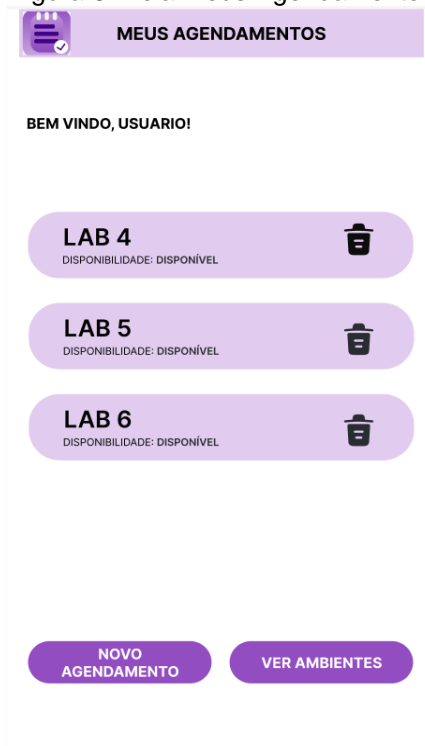 MEUS AGENDAMENTOS
BEM VINDO, USUARIO!
LAB 4
DISPONIBILIDADE: DISPONÍVEL
LAB 5
DISPONIBILIDADE: DISPONÍVEL
LAB 6
DISPONIBILIDADE: DISPONÍVEL
NOVO
AGENDAMENTO
VER AMBIENTES